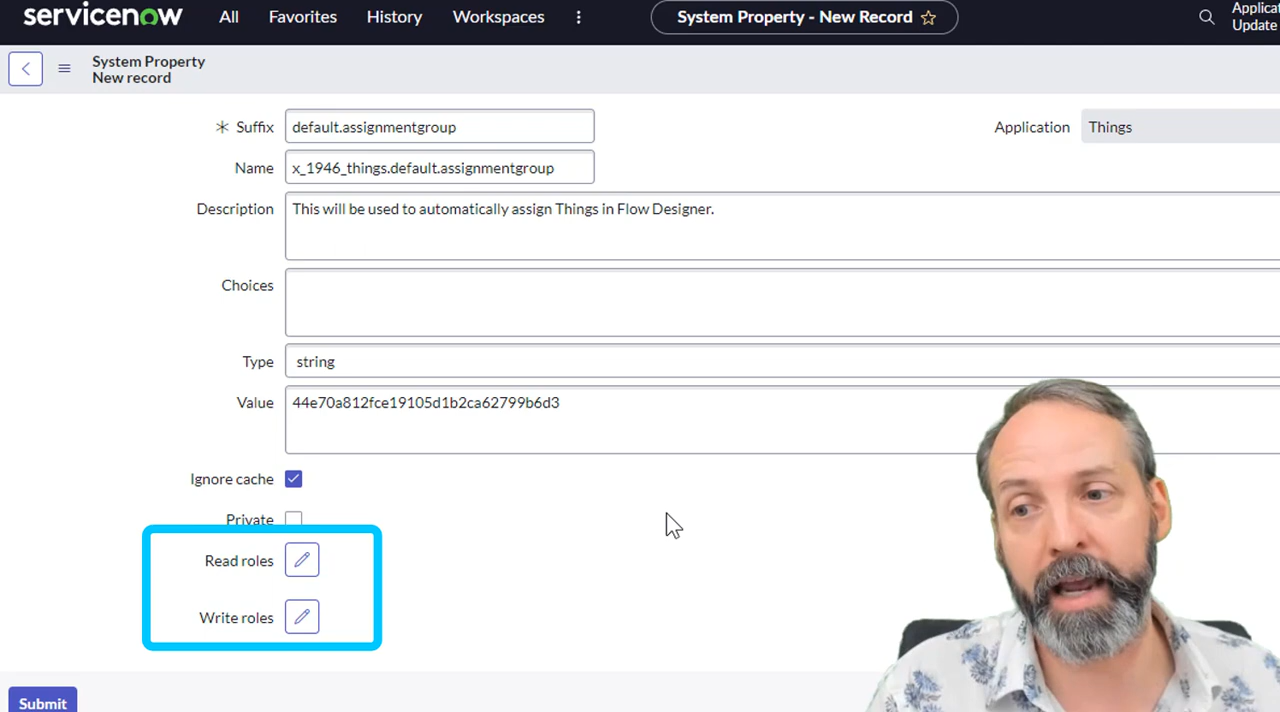 servicenow All Favorites History Workspaces System Property - New Record Applicat
Update
System Property
New record
Suffix default.assignmentgroup Application Things
Name x_1946_things.default.assignmentgroup
Description This will be used to automatically assign Things in Flow Designer.
Choices
Type string
Value 44e70a812fce19105d1b2ca62799b6d3
Ignore cache
Private
Read roles
Write roles
Submit